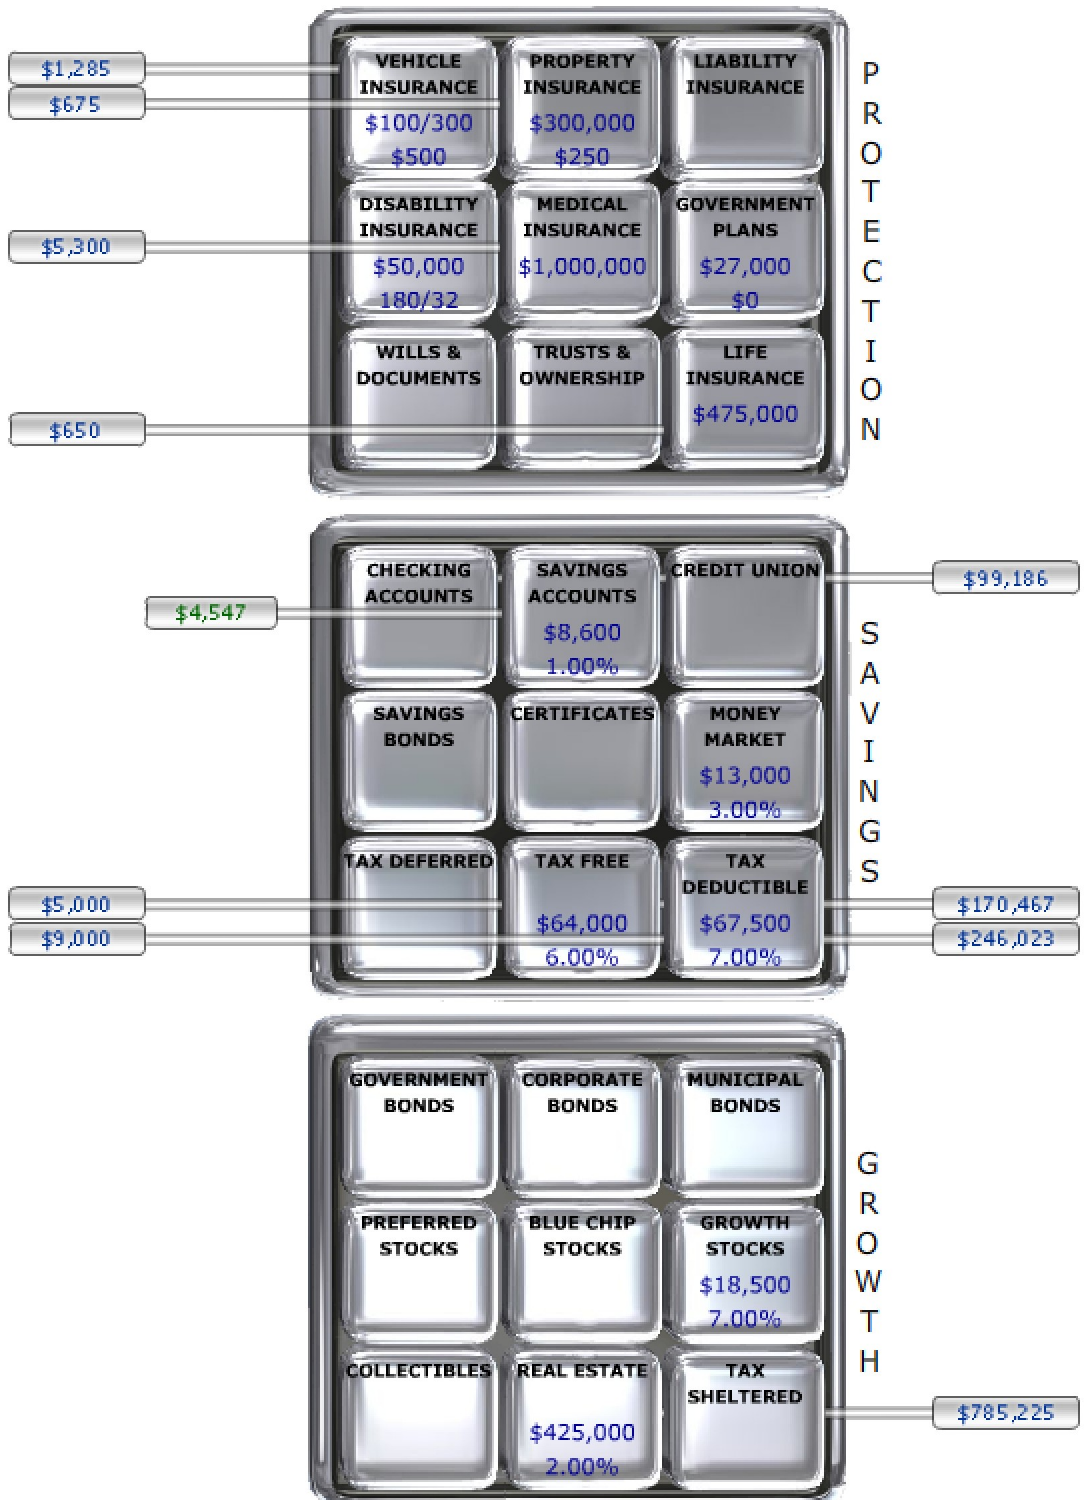 $1,285
$675
VEHICLE
INSURANCE
$100/300
$500
PROPERTY
INSURANCE
$300,000
$250
LIABILITY
INSURANCE
$5,300
DISABILITY
INSURANCE
$50,000
180/32
MEDICAL
INSURANCE
$1,000,000
GOVERNMENT
PLANS
$27,000
$0
$650
WILLS &
DOCUMENTS
TRUSTS &
OWNERSHIP
LIFE
INSURANCE
$475,000
PROTECTION
$4,547
CHECKING
ACCOUNTS
SAVINGS
ACCOUNTS
$8,600
1.00%
CREDIT UNION
$99,186
SAVINGS
BONDS
CERTIFICATES
MONEY
MARKET
$13,000
3.00%
$5,000
$9,000
TAX DEFERRED
TAX FREE
$64,000
6.00%
TAX
DEDUCTIBLE
$67,500
7.00%
$170,467
$246,023
SAVINGS
GOVERNMENT
BONDS
CORPORATE
BONDS
MUNICIPAL
BONDS
PREFERRED
STOCKS
BLUE CHIP
STOCKS
GROWTH
STOCKS
$18,500
7.00%
COLLECTIBLES
REAL ESTATE
$425,000
2.00%
TAX
SHELTERED
$785,225
GROWTH